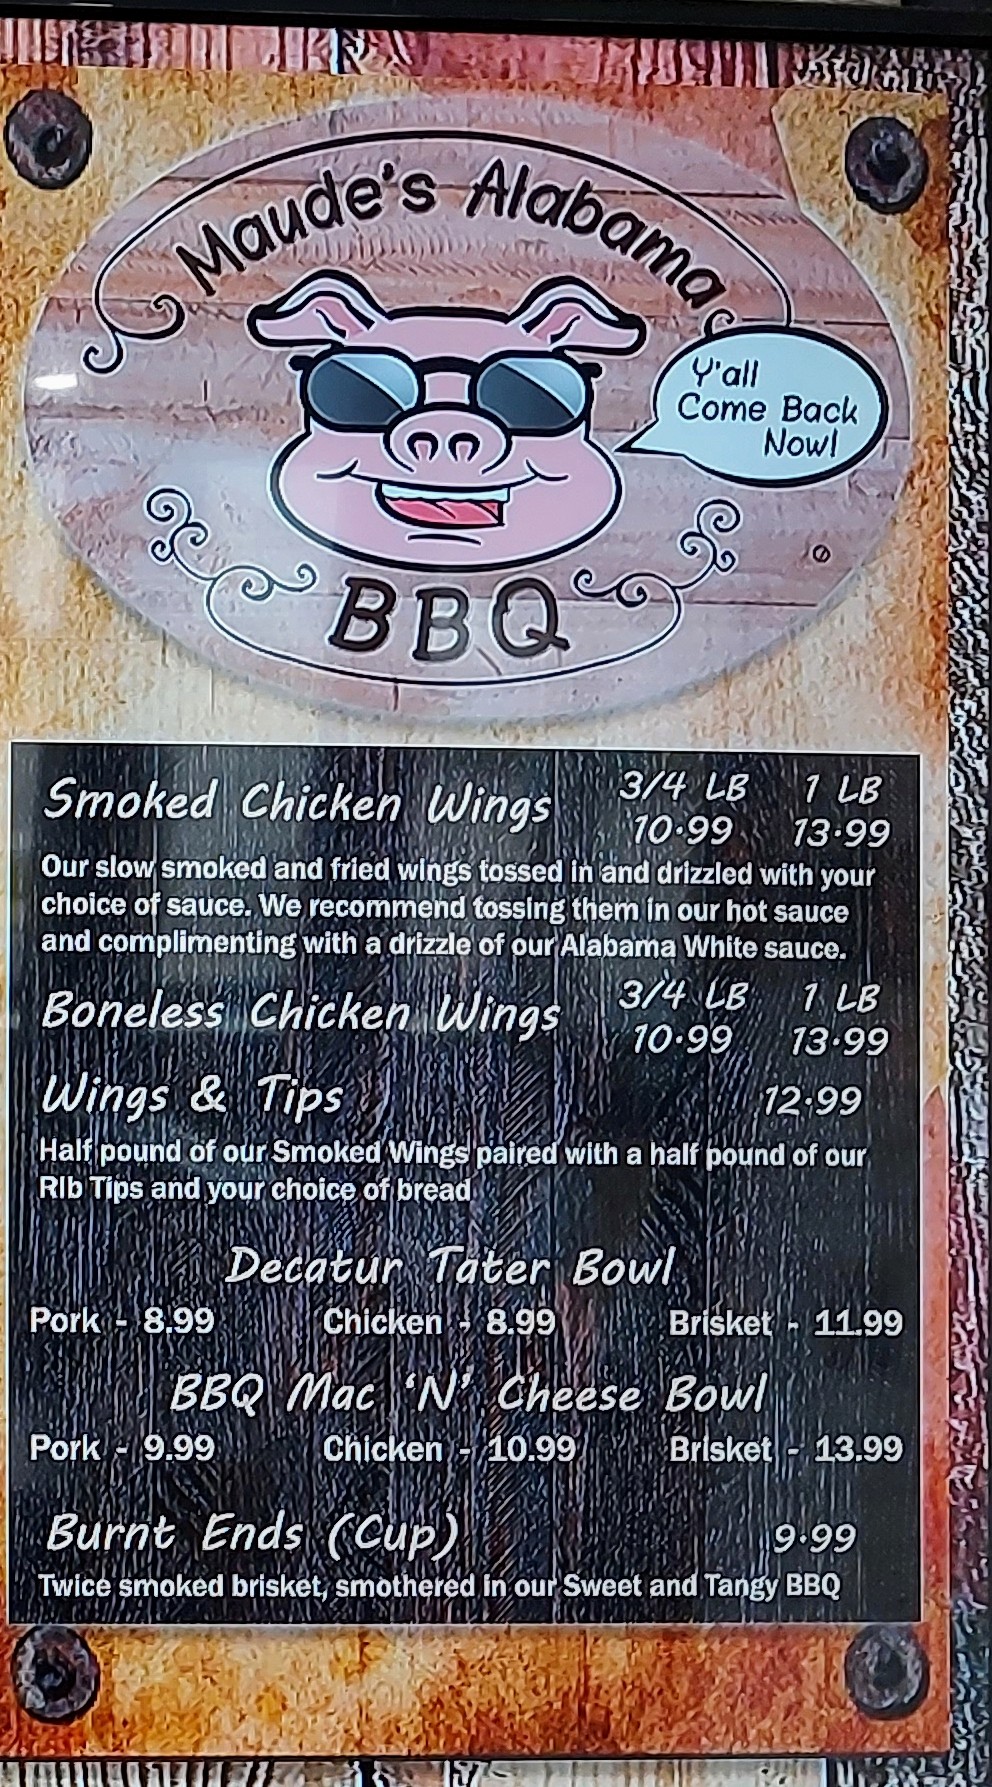 Maude's Alabama
Y'all
Come Back
Now!
BBQ
Smoked Chicken Wings 3/4 LB 1 LB
10.99 13.99
Our slow smoked and fried wings tossed in and drizzled with your
choice of sauce. We recommend tossing them in our hot sauce
and complimenting with a drizzle of our Alabama White sauce.
Boneless Chicken Wings 3/4 LB 1 LB
10.99 13.99
Wings & Tips 12.99
Half pound of our Smoked Wings paired with a half pound of our
Rib Tips and your choice of bread
Decatur Tater Bowl
Pork - 8.99 Chicken - 8.99 Brisket - 11.99
BBQ Mac 'N' Cheese Bowl
Pork - 9.99 Chicken - 10.99 Brisket - 13.99
Burnt Ends (Cup) 9.99
Twice smoked brisket, smothered in our Sweet and Tangy BBQ